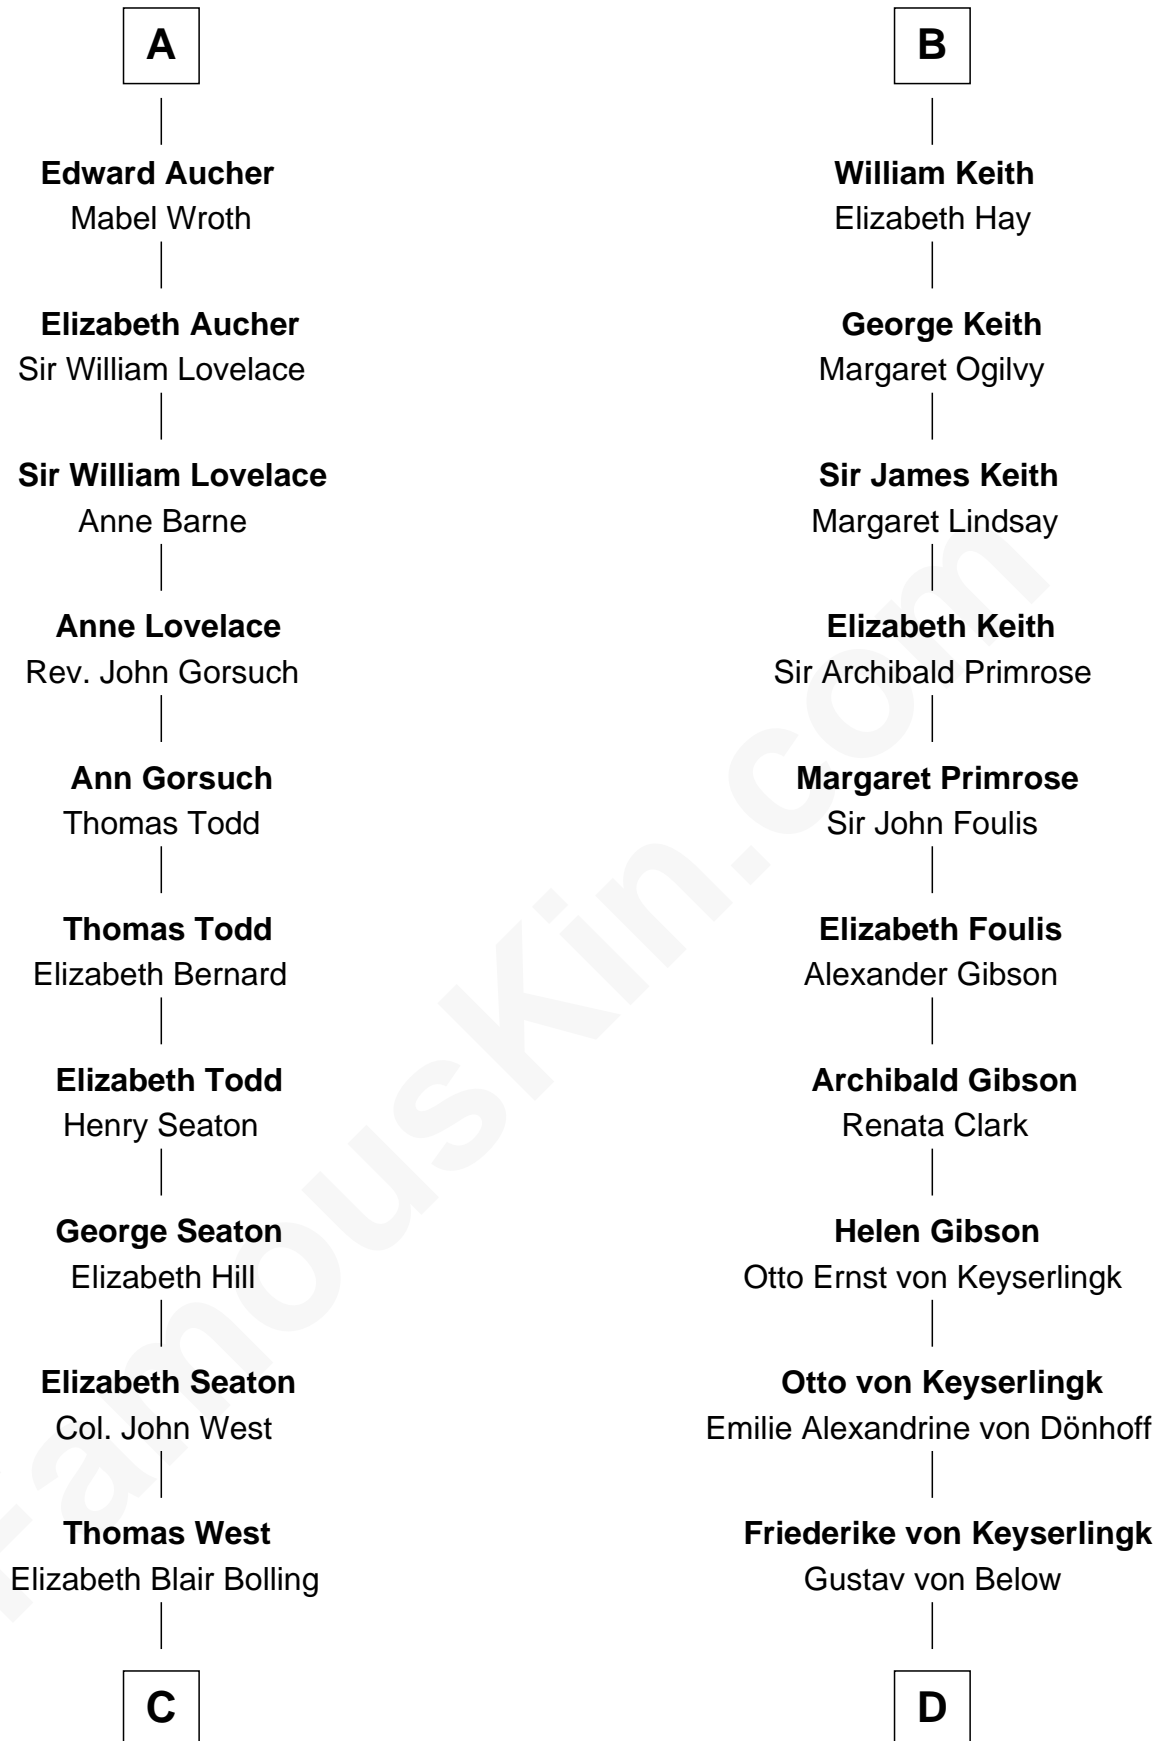 A
Edward Aucher
Mabel Wroth
Elizabeth Aucher
Sir William Lovelace
Sir William Lovelace
Anne Barne
Anne Lovelace
Rev. John Gorsuch
Ann Gorsuch
Thomas Todd
Thomas Todd
Elizabeth Bernard
Elizabeth Todd
Henry Seaton
George Seaton
Elizabeth Hill
Elizabeth Seaton
Col. John West
Thomas West
Elizabeth Blair Bolling
C
B
William Keith
Elizabeth Hay
George Keith
Margaret Ogilvy
Sir James Keith
Margaret Lindsay
Elizabeth Keith
Sir Archibald Primrose
Margaret Primrose
Sir John Foulis
Elizabeth Foulis
Alexander Gibson
Archibald Gibson
Renata Clark
Helen Gibson
Otto Ernst von Keyserlingk
Otto von Keyserlingk
Emilie Alexandrine von Dönhoff
Friederike von Keyserlingk
Gustav von Below
D
FamousKin.com